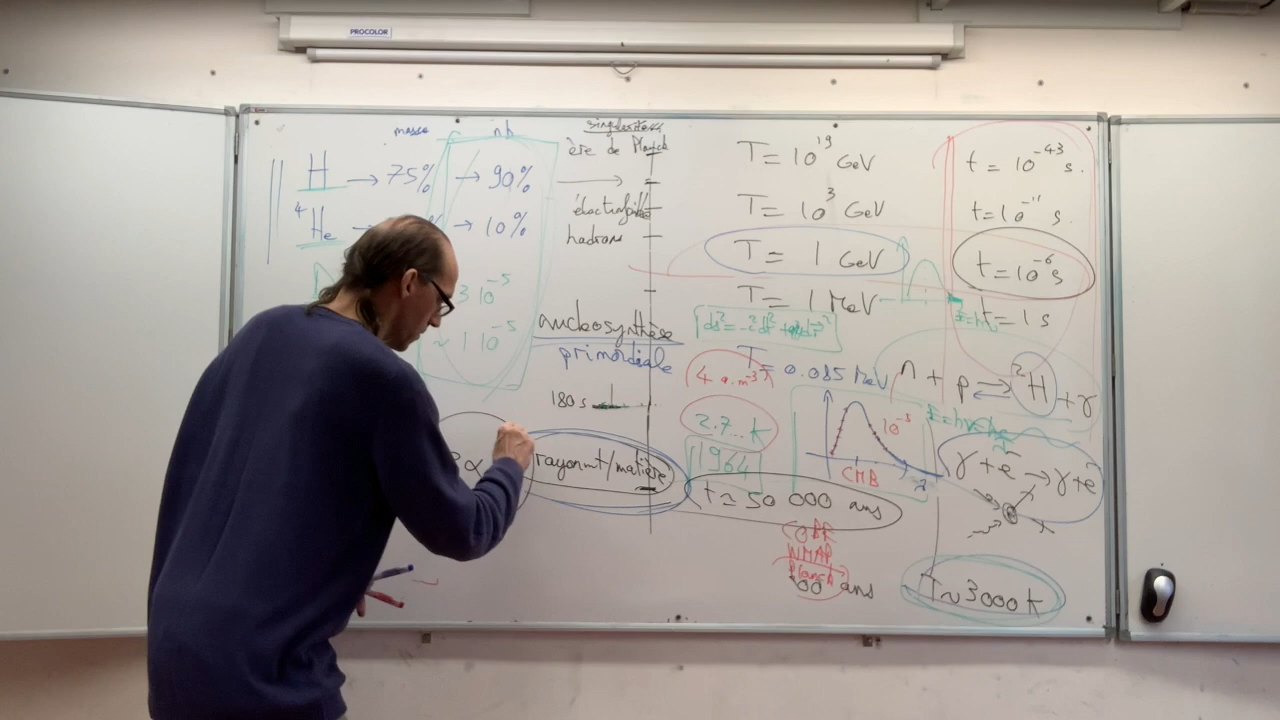 PROCOLOR
masse nb
H → 75% → 90%
⁴He → 10%
3 10⁻⁵
~ 1 10⁻⁵
singularités
ère de Planck
électrofaible
hadrons
nucléosynthèse
primordiale
180 s
rayonnt/matière
T = 10¹⁹ GeV
T = 10³ GeV
T = 1 GeV
T = 1 MeV
T = 0.085 MeV
t = 10⁻⁴³ s.
t = 10⁻¹¹ s.
t = 10⁻⁶ s
t = 1 s
n + p ⇌ ²H + γ
4 a.m⁻³
2.7... K
1964
10⁻⁵
CMB
λ
γ + e⁻ → γ + e⁻
t ≃ 50 000 ans
COBE
WMAP
Planck
ans
T ~ 3000 K